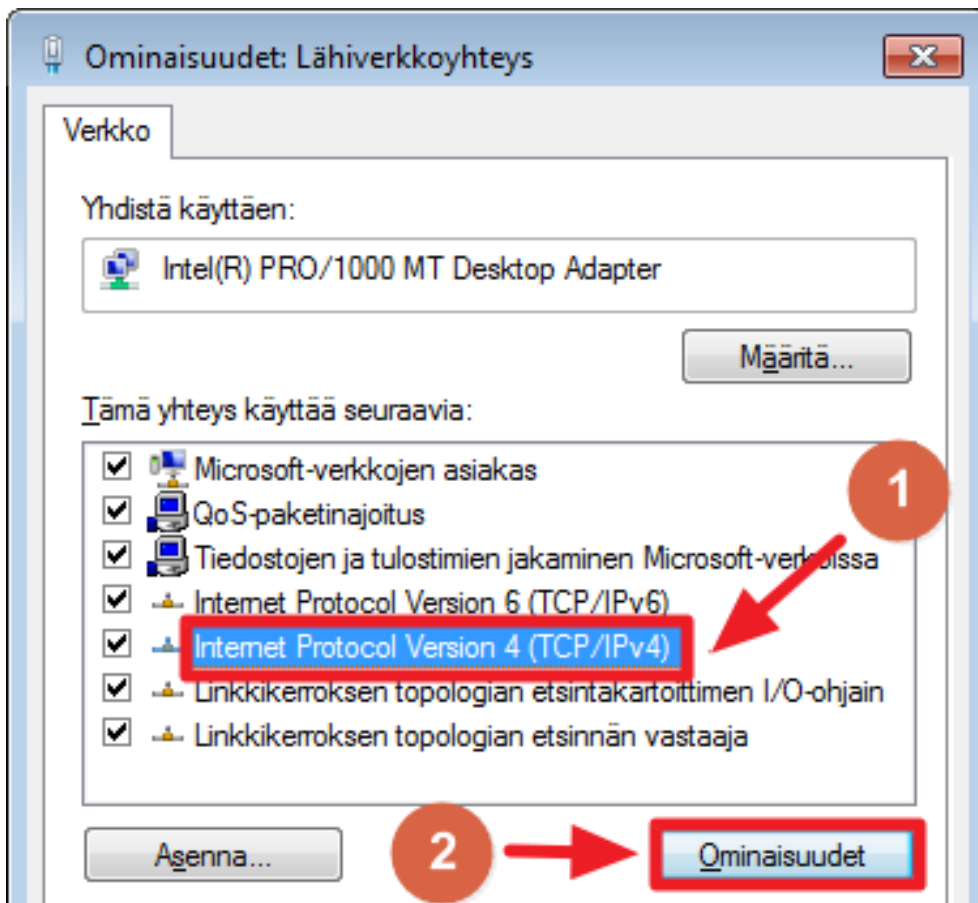 Ominaisuudet: Lähiverkkoyhteys
Verkko
Yhdistä käyttäen:
Intel(R) PRO/1000 MT Desktop Adapter
Määritä...
Tämä yhteys käyttää seuraavia:
Microsoft-verkkojen asiakas
QoS-paketinajoitus
Tiedostojen ja tulostimien jakaminen Microsoft-verkoissa
Internet Protocol Version 6 (TCP/IPv6)
Internet Protocol Version 4 (TCP/IPv4)
Linkkikerroksen topologian etsintäkartoittimen I/O-ohjain
Linkkikerroksen topologian etsinnän vastaaja
1
Asenna...
2
Ominaisuudet